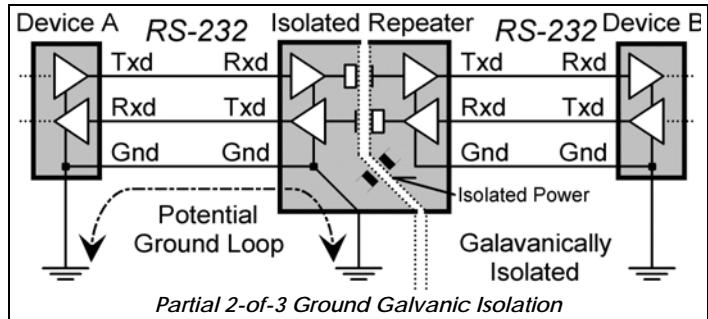 Device A RS-232 Isolated Repeater RS-232 Device B
Txd Rxd Txd Rxd
Rxd Txd Rxd Txd
Gnd Gnd Gnd Gnd
Isolated Power
Potential
Ground Loop
Galavanically
Isolated
Partial 2-of-3 Ground Galvanic Isolation